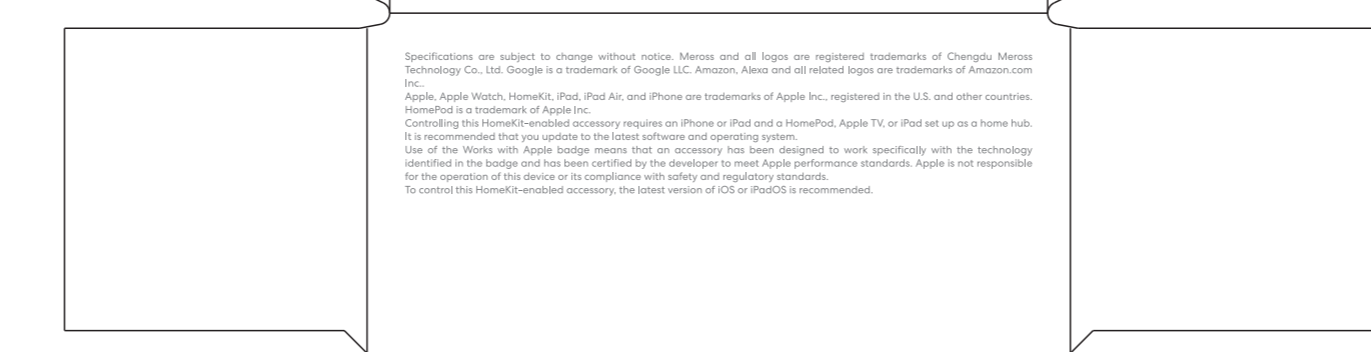 Specifications are subject to change without notice. Meross and all logos are registered trademarks of Chengdu Meross
Technology Co., Ltd. Google is a trademark of Google LLC. Amazon, Alexa and all related logos are trademarks of Amazon.com
Inc..
Apple, Apple Watch, HomeKit, iPad, iPad Air, and iPhone are trademarks of Apple Inc., registered in the U.S. and other countries.
HomePod is a trademark of Apple Inc.
Controlling this HomeKit-enabled accessory requires an iPhone or iPad and a HomePod, Apple TV, or iPad set up as a home hub.
It is recommended that you update to the latest software and operating system.
Use of the Works with Apple badge means that an accessory has been designed to work specifically with the technology
identified in the badge and has been certified by the developer to meet Apple performance standards. Apple is not responsible
for the operation of this device or its compliance with safety and regulatory standards.
To control this HomeKit-enabled accessory, the latest version of iOS or iPadOS is recommended.